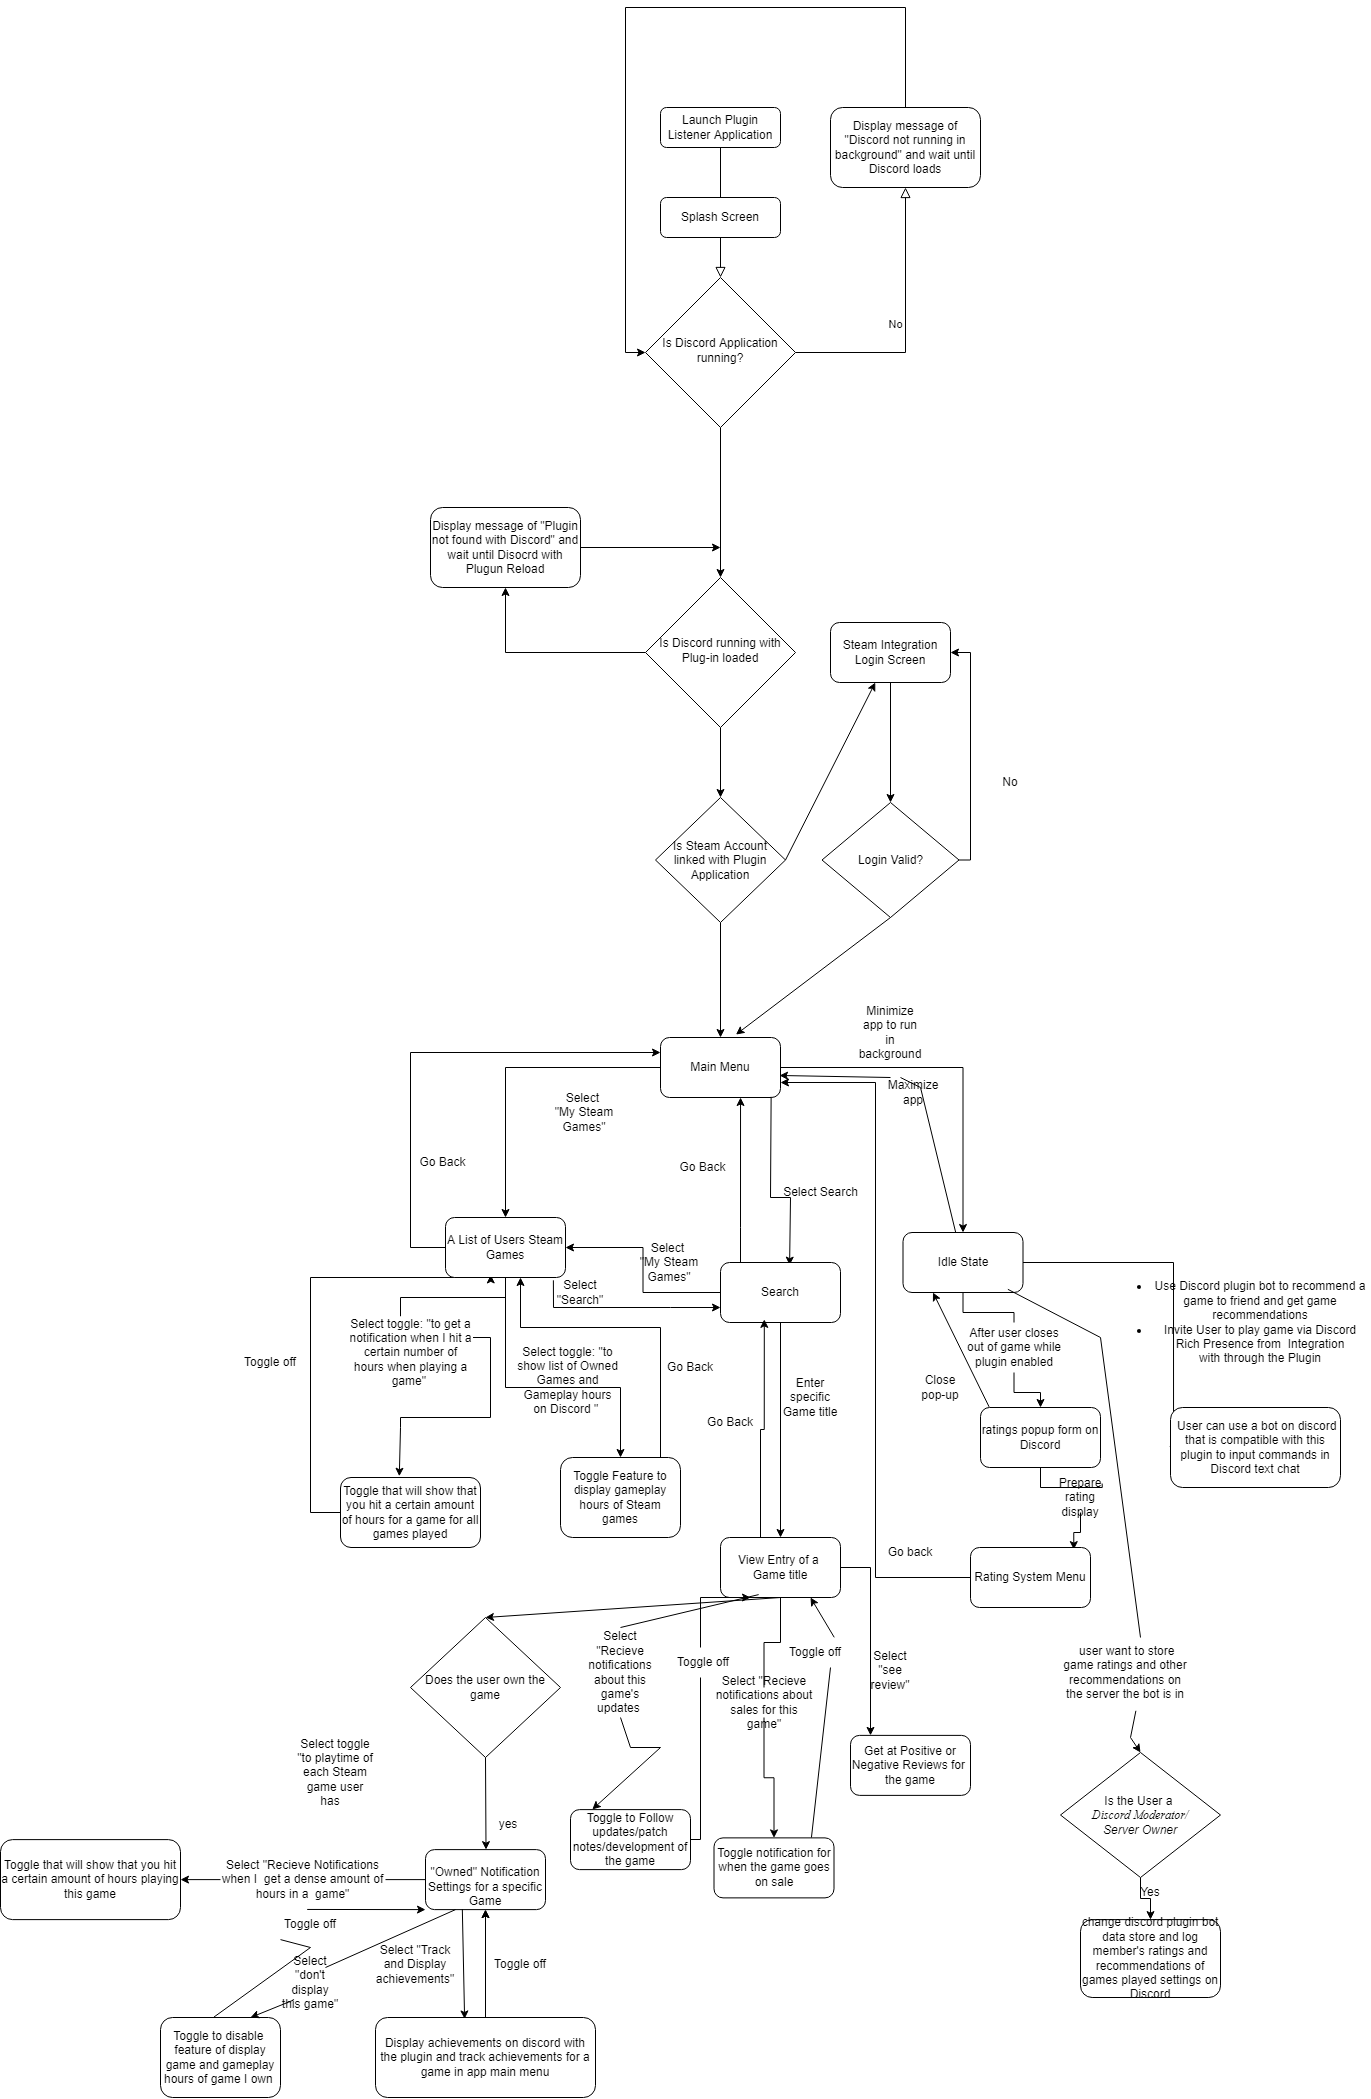 Launch Plugin
Listener Application
Display message of
"Discord not running in
background" and wait until
Discord loads
Splash Screen
No
Is Discord Application
running?
Display message of "Plugin
not found with Discord" and
wait until Disocrd with
Plugun Reload
Is Discord running with
Plug-in loaded
Steam Integration
Login Screen
No
Is Steam Account
linked with Plugin
Application
Login Valid?
Minimize
app to run
in
background
Main Menu
Maximize
app
Select
"My Steam
Games"
Go Back
Go Back
Select Search
A List of Users Steam
Games
Select
"My Steam
Games"
Idle State
Select
"Search"
Search
Use Discord plugin bot to recommend a
game to friend and get game
recommendations
Invite User to play game via Discord
Rich Presence from Integration
with through the Plugin
Select toggle: "to get a
notification when I hit a
certain number of
hours when playing a
game"
Toggle off
Select toggle: "to
show list of Owned
Games and
Gameplay hours
on Discord "
Go Back
After user closes
out of game while
plugin enabled
Close
pop-up
Enter
specific
Game title
Go Back
ratings popup form on
Discord
User can use a bot on discord
that is compatible with this
plugin to input commands in
Discord text chat
Toggle that will show that
you hit a certain amount
of hours for a game for all
games played
Toggle Feature to
display gameplay
hours of Steam
games
Prepare
rating
display
View Entry of a
Game title
Go back
Rating System Menu
Does the user own the
game
Select
"Recieve
notifications
about this
game's
updates
Toggle off
Select "Recieve
notifications about
sales for this
game"
Toggle off
Select
"see
review"
user want to store
game ratings and other
recommendations on
the server the bot is in
Select toggle
"to playtime of
each Steam
game user
has
Get at Positive or
Negative Reviews for
the game
Is the User a
Discord Moderator/
Server Owner
yes
Toggle to Follow
updates/patch
notes/development of
the game
Toggle notification for
when the game goes
on sale
Toggle that will show that you hit
a certain amount of hours playing
this game
Select "Recieve Notifications
when I get a dense amount of
hours in a game"
"Owned" Notification
Settings for a specific
Game
Yes
Toggle off
Select
"don't
display
this game"
Select "Track
and Display
achievements"
Toggle off
change discord plugin bot
data store and log
member's ratings and
recommendations of
games played settings on
Discord
Toggle to disable
feature of display
game and gameplay
hours of game I own
Display achievements on discord with
the plugin and track achievements for a
game in app main menu